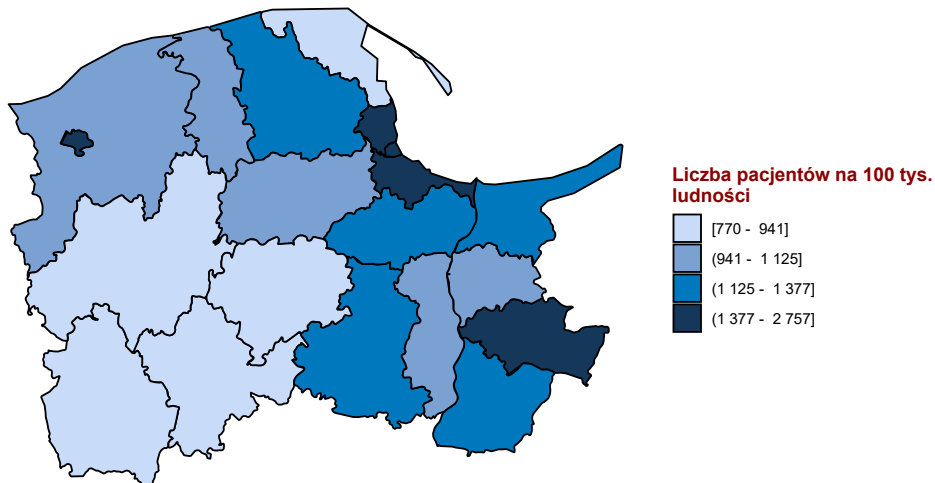 Liczba pacjentów na 100 tys.
ludności
[770 - 941]
(941 - 1 125]
(1 125 - 1 377]
(1 377 - 2 757]